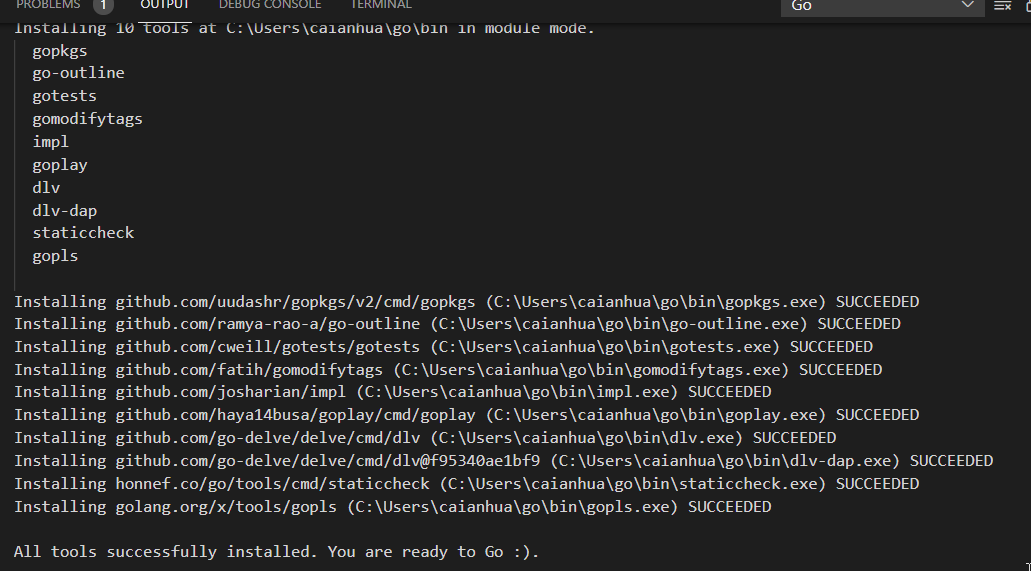 PROBLEMS 1 OUTPUT DEBUG CONSOLE TERMINAL Go
Installing 10 tools at C:\Users\caianhua\go\bin in module mode.
gopkgs
go-outline
gotests
gomodifytags
impl
goplay
dlv
dlv-dap
staticcheck
gopls
Installing github.com/uudashr/gopkgs/v2/cmd/gopkgs (C:\Users\caianhua\go\bin\gopkgs.exe) SUCCEEDED
Installing github.com/ramya-rao-a/go-outline (C:\Users\caianhua\go\bin\go-outline.exe) SUCCEEDED
Installing github.com/cweill/gotests/gotests (C:\Users\caianhua\go\bin\gotests.exe) SUCCEEDED
Installing github.com/fatih/gomodifytags (C:\Users\caianhua\go\bin\gomodifytags.exe) SUCCEEDED
Installing github.com/josharian/impl (C:\Users\caianhua\go\bin\impl.exe) SUCCEEDED
Installing github.com/haya14busa/goplay/cmd/goplay (C:\Users\caianhua\go\bin\goplay.exe) SUCCEEDED
Installing github.com/go-delve/delve/cmd/dlv (C:\Users\caianhua\go\bin\dlv.exe) SUCCEEDED
Installing github.com/go-delve/delve/cmd/dlv@f95340ae1bf9 (C:\Users\caianhua\go\bin\dlv-dap.exe) SUCCEEDED
Installing honnef.co/go/tools/cmd/staticcheck (C:\Users\caianhua\go\bin\staticcheck.exe) SUCCEEDED
Installing golang.org/x/tools/gopls (C:\Users\caianhua\go\bin\gopls.exe) SUCCEEDED
All tools successfully installed. You are ready to Go :).